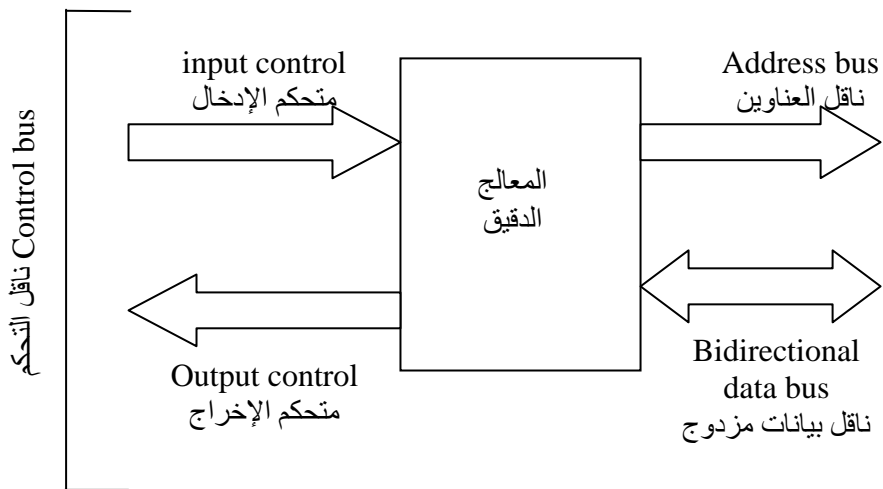 ناقل التحكم Control bus
input control
متحكم الإدخال
Output control
متحكم الإخراج
المعالج
الدقيق
Address bus
ناقل العناوين
Bidirectional
data bus
ناقل بيانات مزدوج